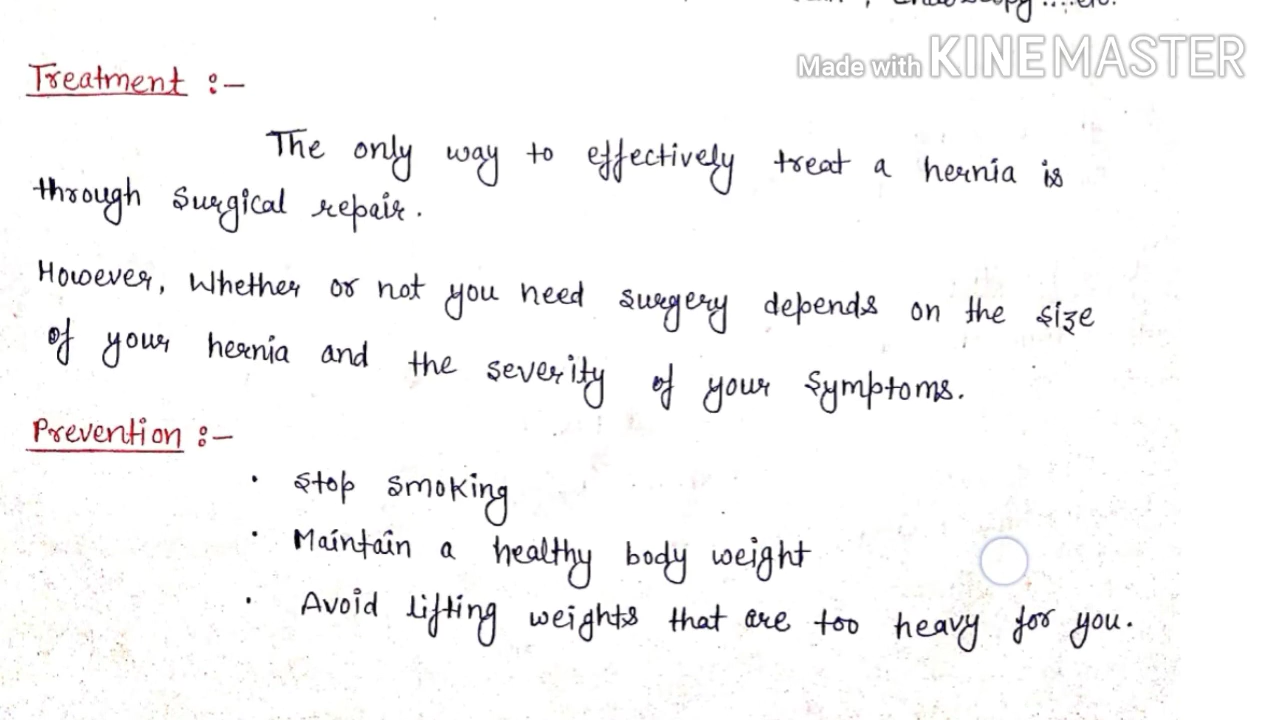 Endoscopy ....etc.
Made with KINEMASTER
Treatment :-
The only way to effectively treat a hernia is
through surgical repair.
However, Whether or not you need surgery depends on the size
of your hernia and the severity of your symptoms.
Prevention :-
• Stop smoking
• Maintain a healthy body weight
• Avoid lifting weights that are too heavy for you.